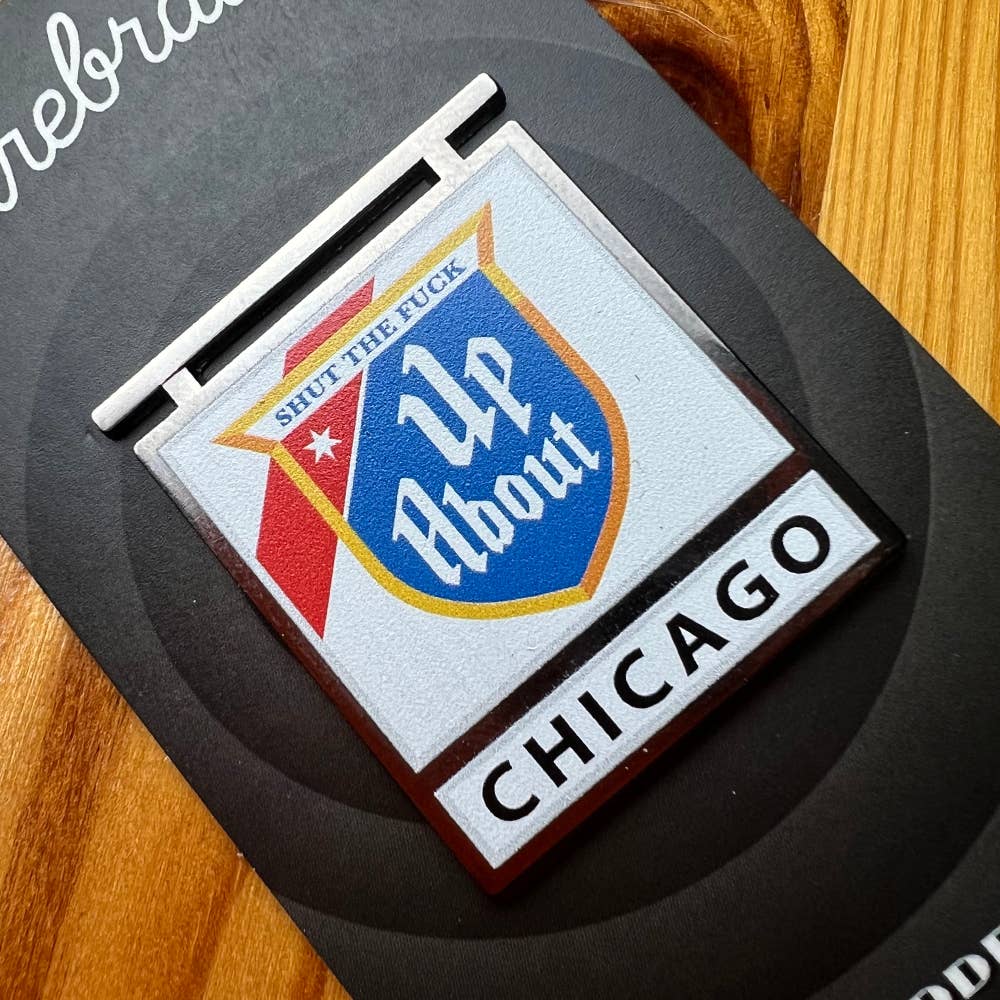 SHUT THE FUCK
Up
About
CHICAGO